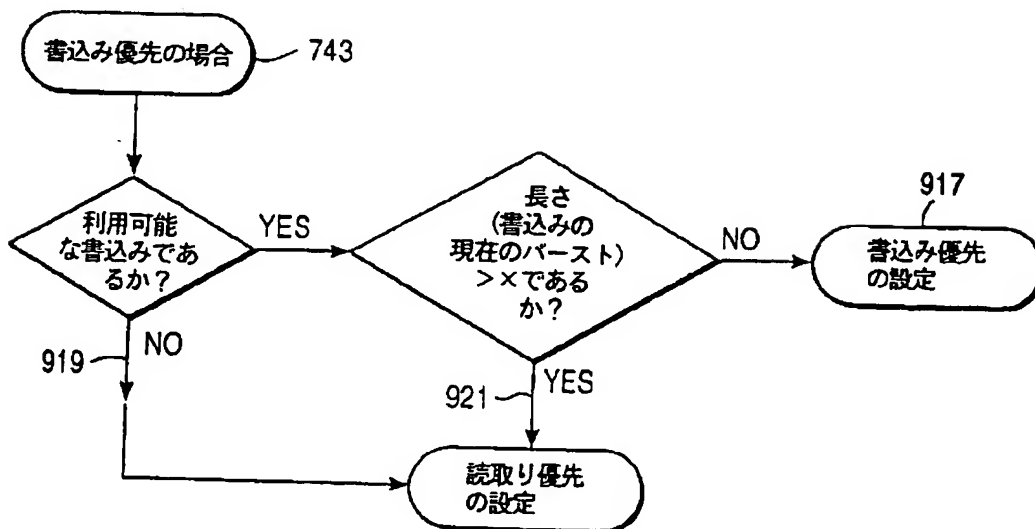 書込み優先の場合
743
利用可能
な書込みであ
るか？
YES
NO
919
長さ
(書込みの
現在のバースト)
>×である
か？
NO
YES
921
917
書込み優先
の設定
読取り優先
の設定